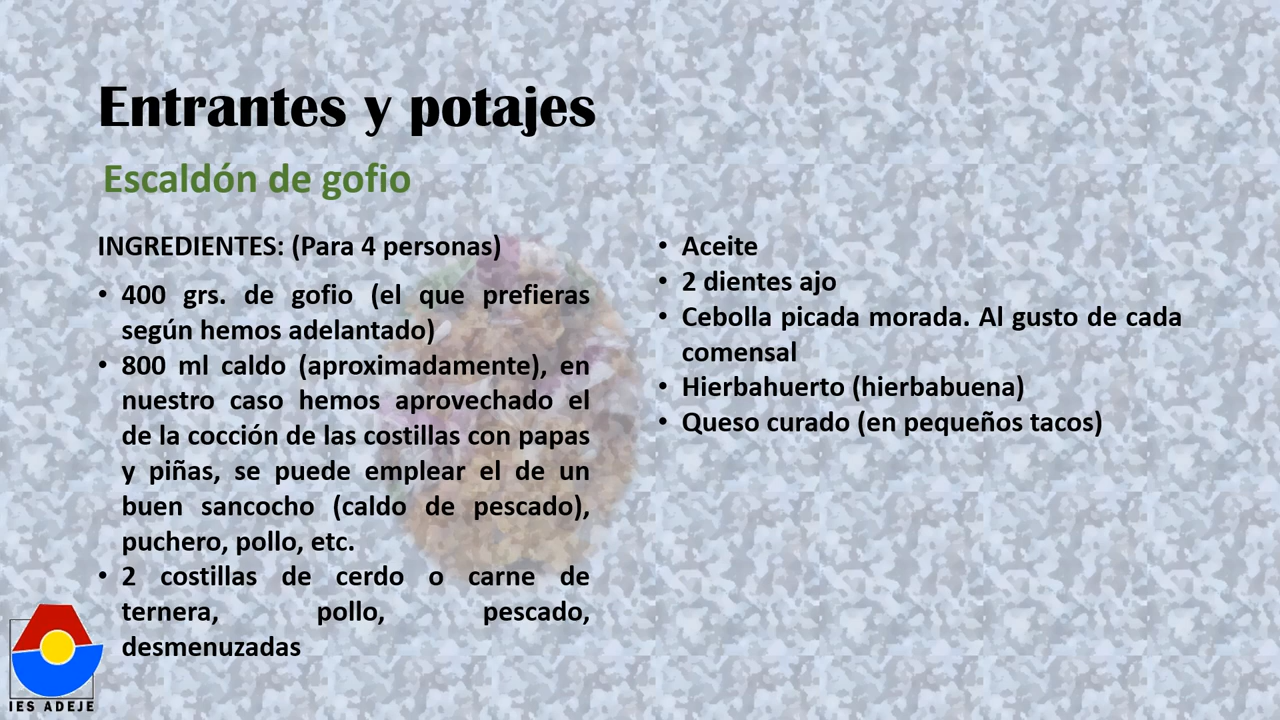 Entrantes y potajes
Escaldón de gofio
INGREDIENTES: (Para 4 personas)
• 400 grs. de gofio (el que prefieras
según hemos adelantado)
• 800 ml caldo (aproximadamente), en
nuestro caso hemos aprovechado el
de la cocción de las costillas con papas
y piñas, se puede emplear el de un
buen sancocho (caldo de pescado),
puchero, pollo, etc.
• 2 costillas de cerdo o carne de
ternera, pollo, pescado,
desmenuzadas
• Aceite
• 2 dientes ajo
• Cebolla picada morada. Al gusto de cada
comensal
• Hierbahuerto (hierbabuena)
• Queso curado (en pequeños tacos)
IES ADEJE